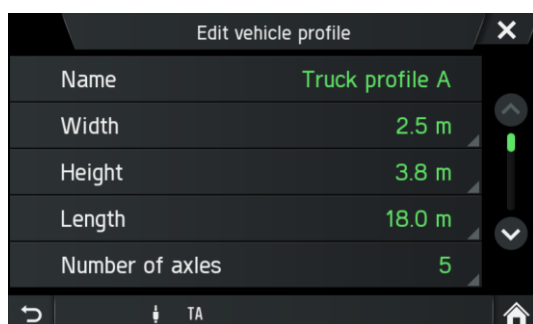 Edit vehicle profile
Name Truck profile A
Width 2.5 m
Height 3.8 m
Length 18.0 m
Number of axles 5
TA